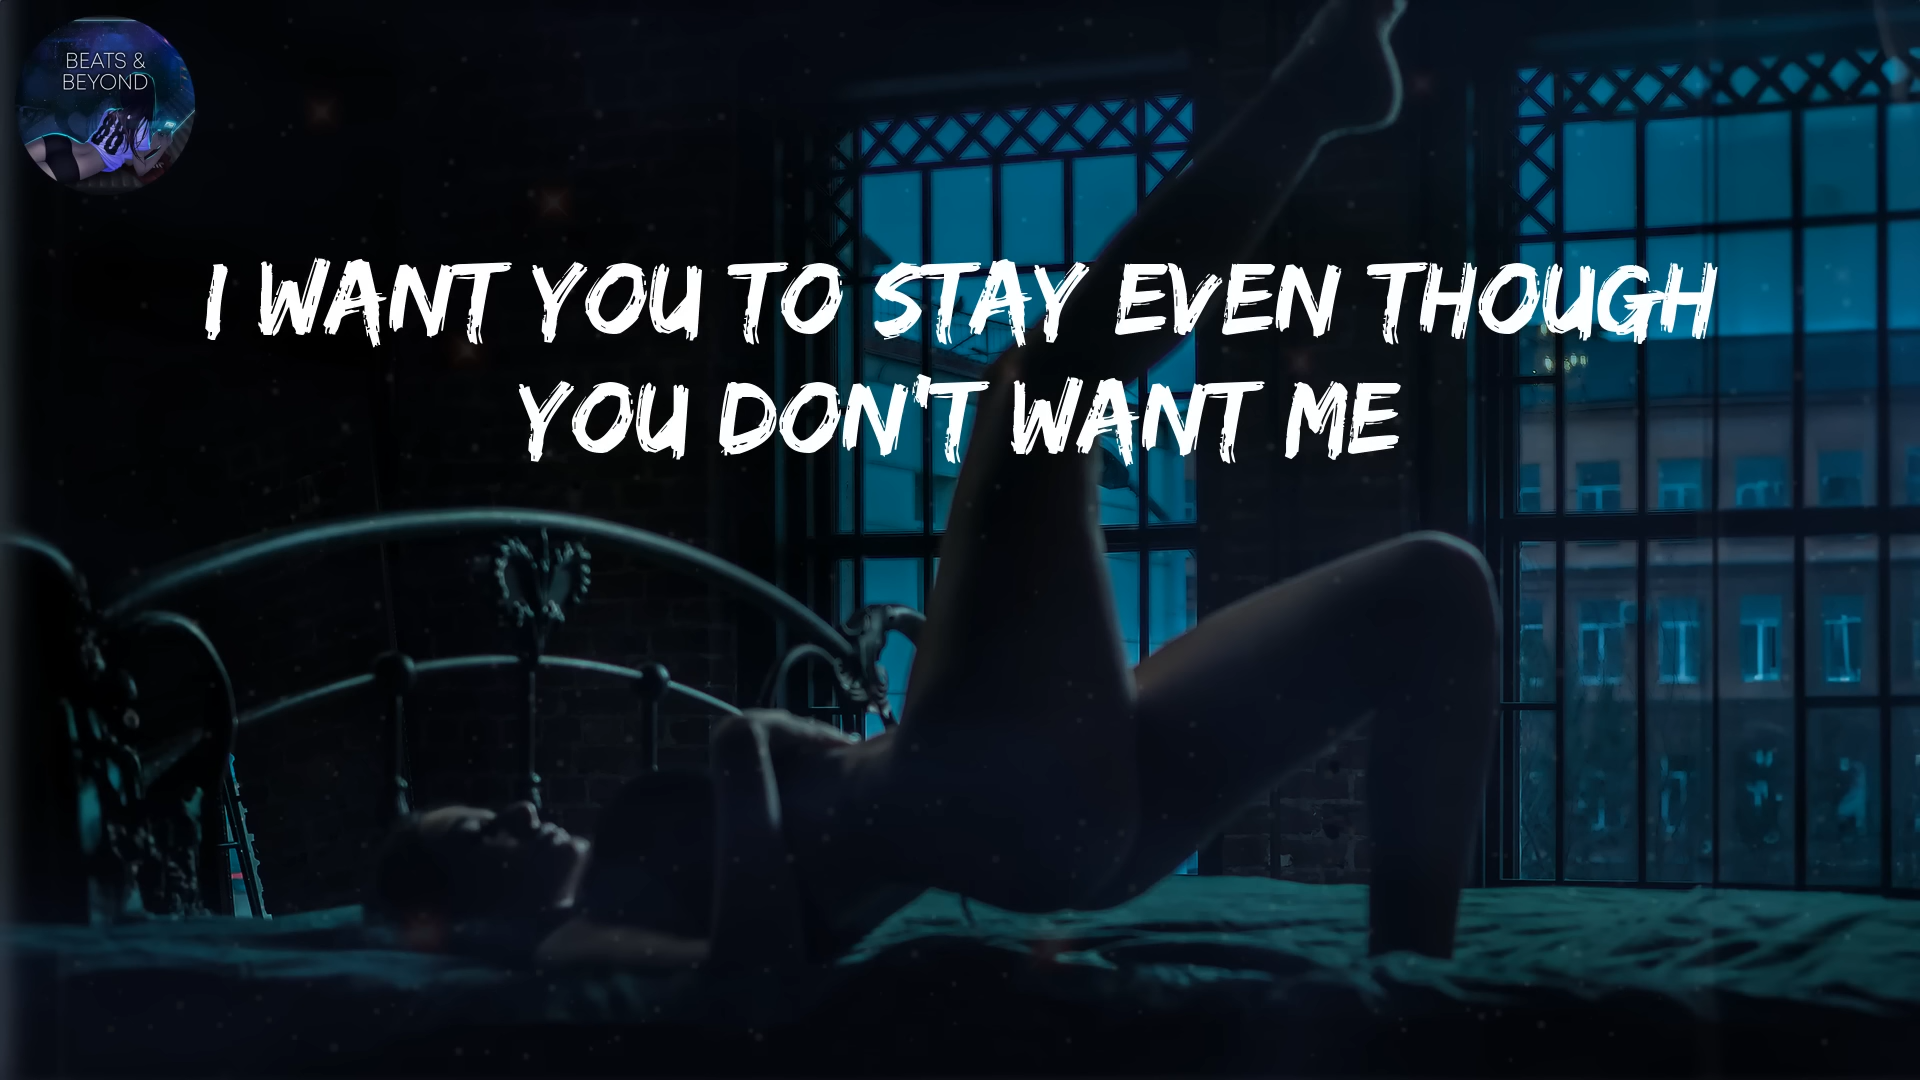 BEATS &
BEYOND
I WANT YOU TO STAY EVEN THOUGH
YOU DON'T WANT ME